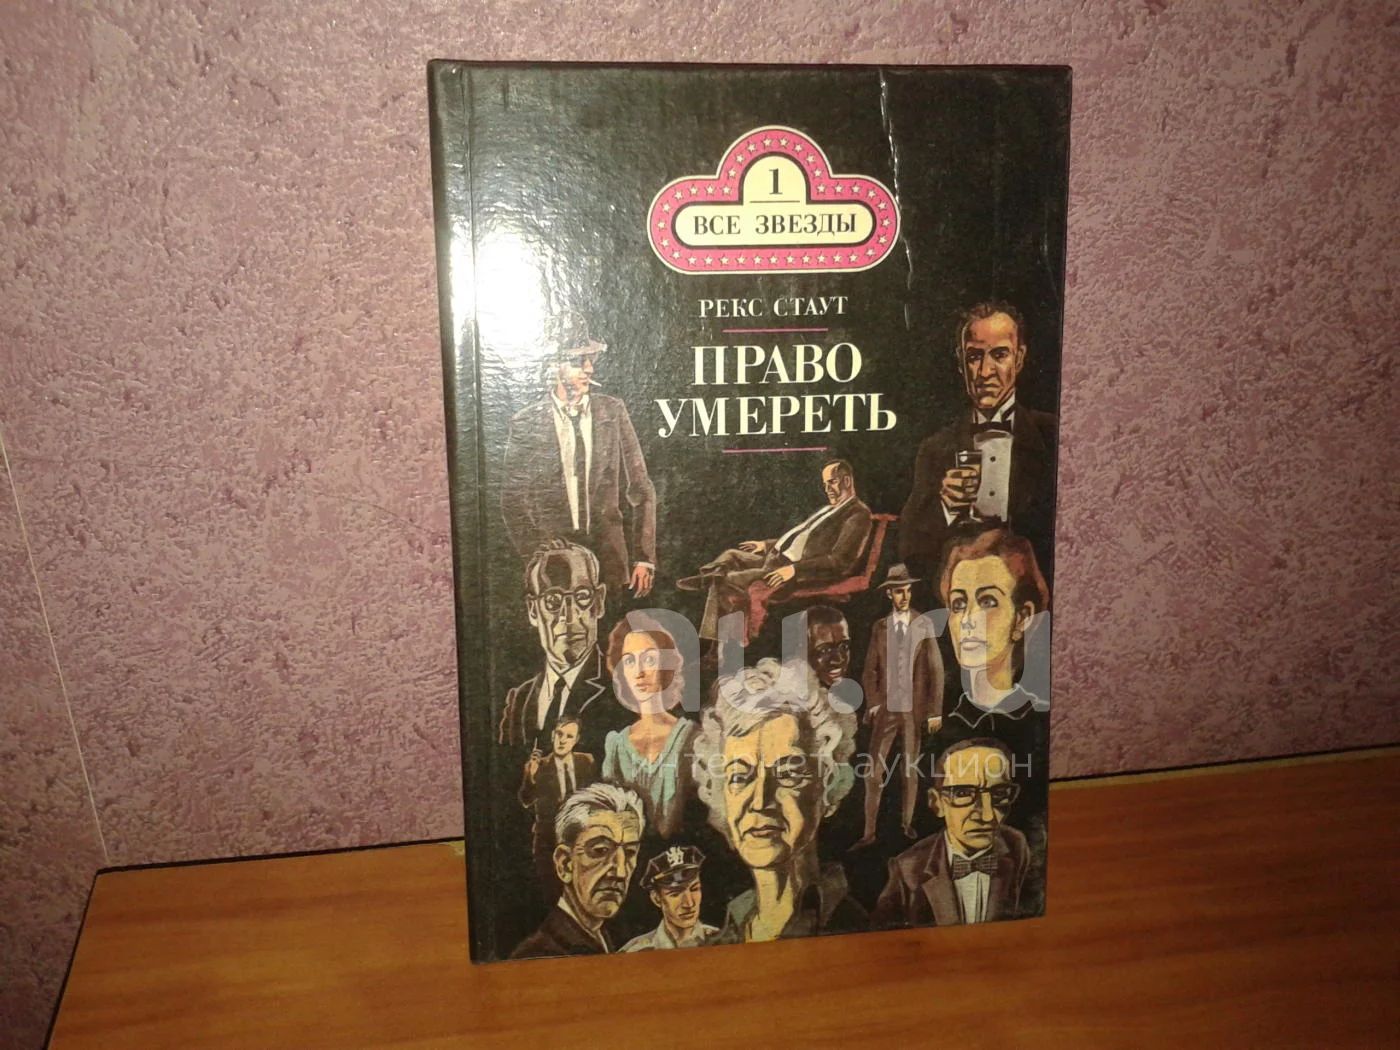 1
ВСЕ ЗВЕЗДЫ
РЕКС СТАУТ
ПРАВО
УМЕРЕТЬ
au.ru
интернет аукцион